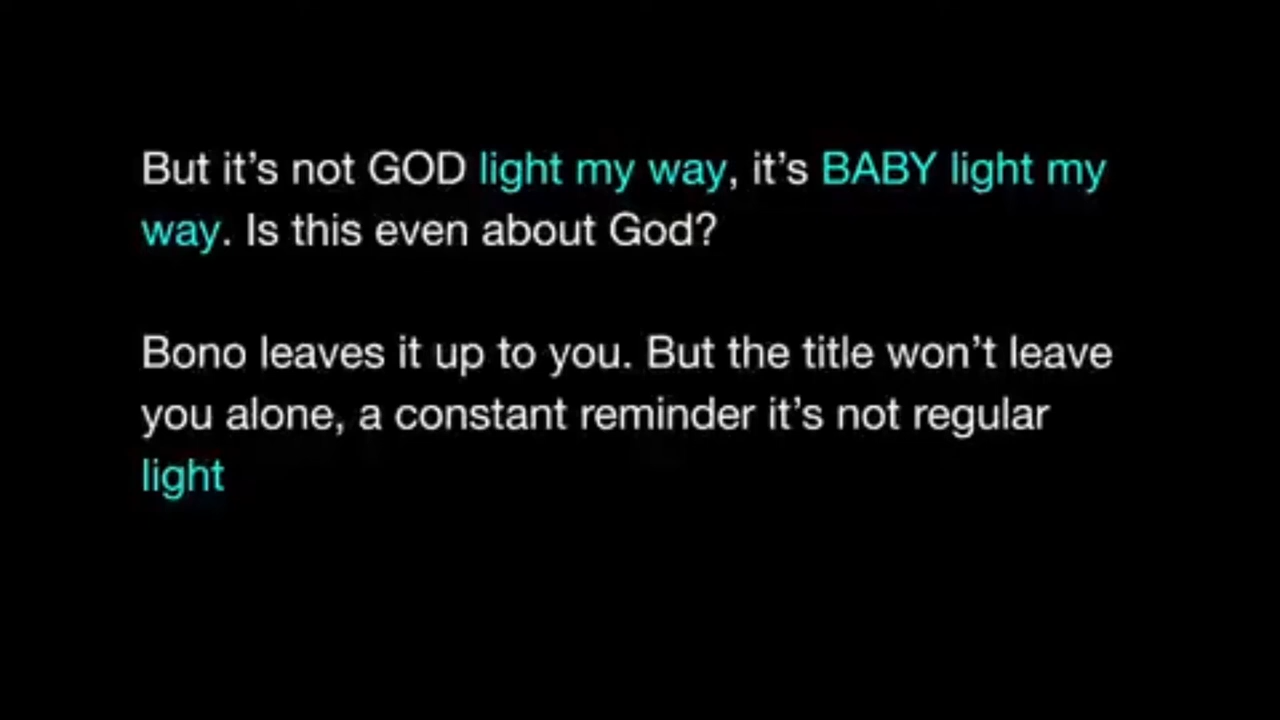 But it’s not GOD light my way, it’s BABY light my
way. Is this even about God?
Bono leaves it up to you. But the title won’t leave
you alone, a constant reminder it’s not regular
light